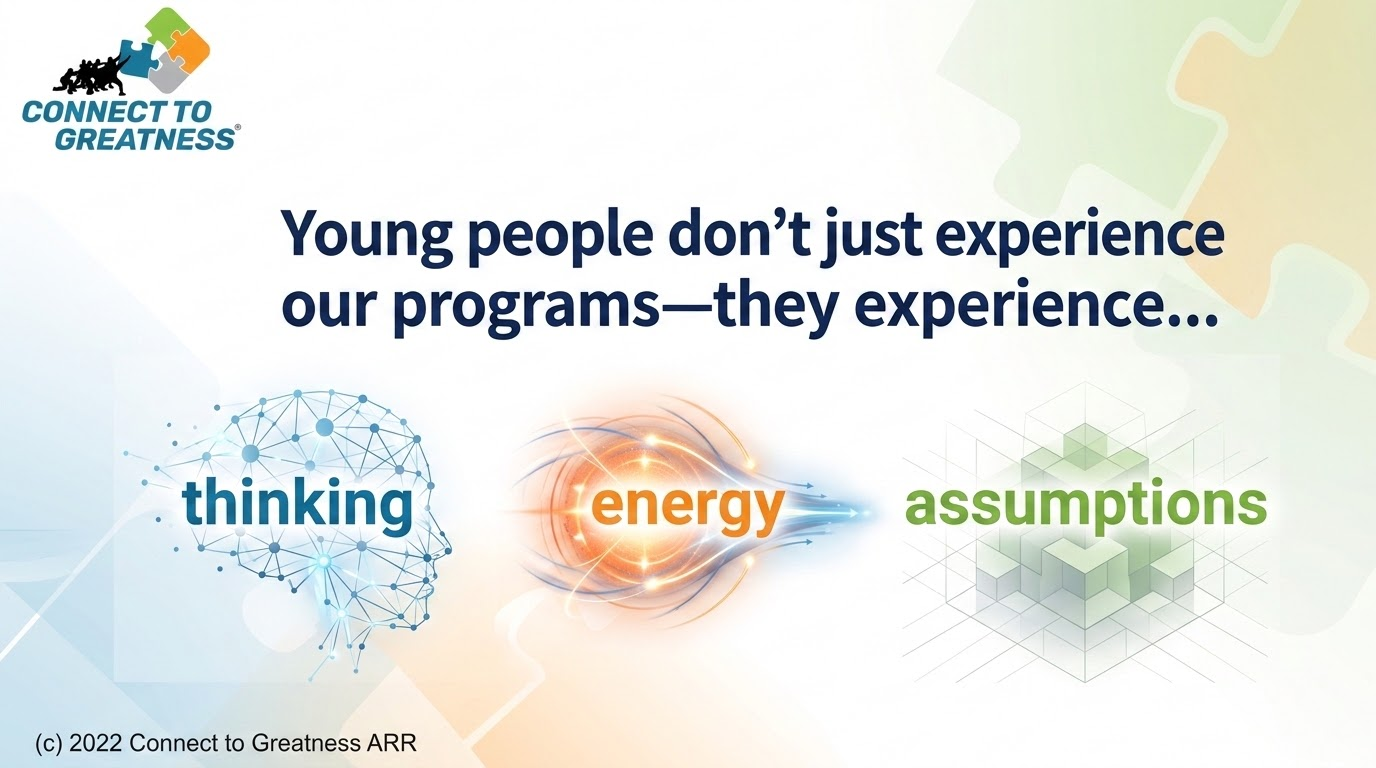 CONNECT TO
GREATNESS®
Young people don’t just experience
our programs—they experience...
thinking
energy
assumptions
(c) 2022 Connect to Greatness ARR